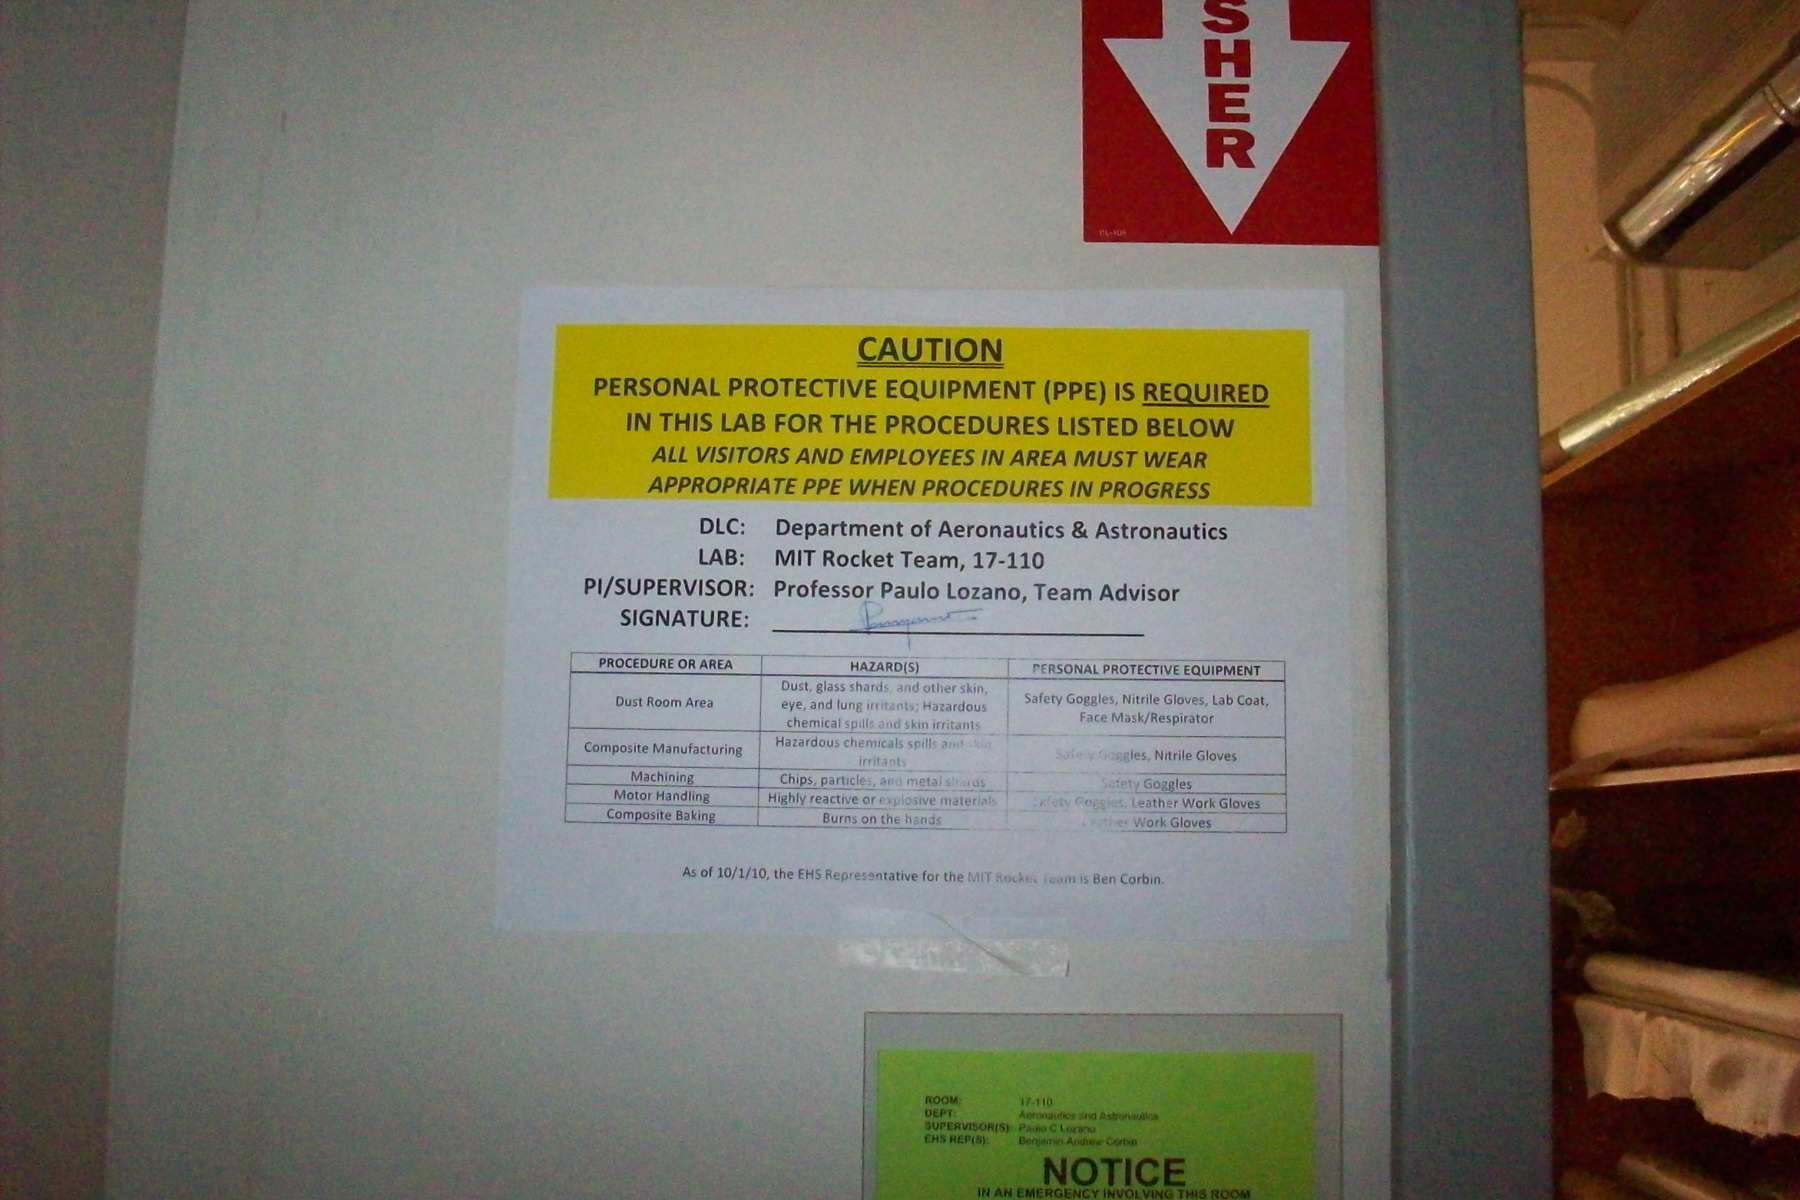 SHER
CAUTION
PERSONAL PROTECTIVE EQUIPMENT (PPE) IS REQUIRED
IN THIS LAB FOR THE PROCEDURES LISTED BELOW
ALL VISITORS AND EMPLOYEES IN AREA MUST WEAR
APPROPRIATE PPE WHEN PROCEDURES IN PROGRESS
DLC: Department of Aeronautics & Astronautics
LAB: MIT Rocket Team, 17-110
PI/SUPERVISOR: Professor Paulo Lozano, Team Advisor
SIGNATURE:
PROCEDURE OR AREA HAZARD(S) PERSONAL PROTECTIVE EQUIPMENT
Dust Room Area
Dust, glass shards, and other skin,
eye, and lung irritants; Hazardous
chemical spills and skin irritants
Safety Goggles, Nitrile Gloves, Lab Coat,
Face Mask/Respirator
Composite Manufacturing
Hazardous chemicals spills and skin
irritants
Safety Goggles, Nitrile Gloves
Machining Chips, particles, and metal shards Safety Goggles
Motor Handling Highly reactive or explosive materials Safety Goggles, Leather Work Gloves
Composite Baking Burns on the hands Leather Work Gloves
As of 10/1/10, the EHS Representative for the MIT Rocket Team is Ben Corbin.
ROOM: 17-110
DEPT: Aeronautics and Astronautics
SUPERVISOR(S): Paulo C Lozano
EHS REP(S): Benjamin Andrew Corbin
NOTICE
IN AN EMERGENCY INVOLVING THIS ROOM